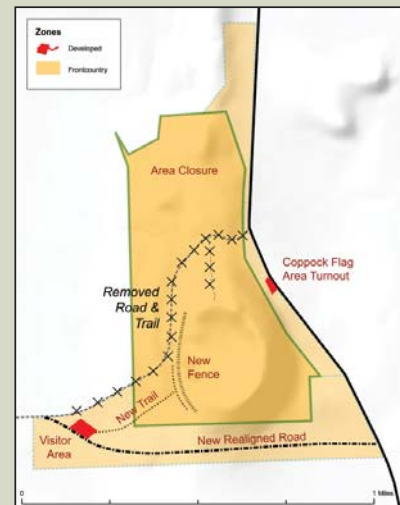 Zones
Developed
Frontcountry
Area Closure
Coppock Flag
Area Turnout
Removed
Road &
Trail
New
Fence
New Trail
Visitor
Area
New Realigned Road
0
1 Miles